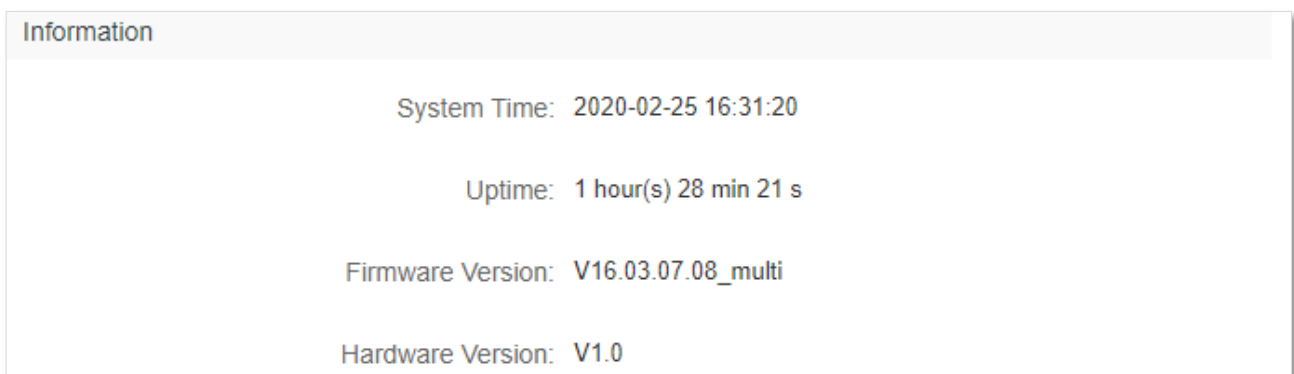 Information
System Time: 2020-02-25 16:31:20
Uptime: 1 hour(s) 28 min 21 s
Firmware Version: V16.03.07.08_multi
Hardware Version: V1.0